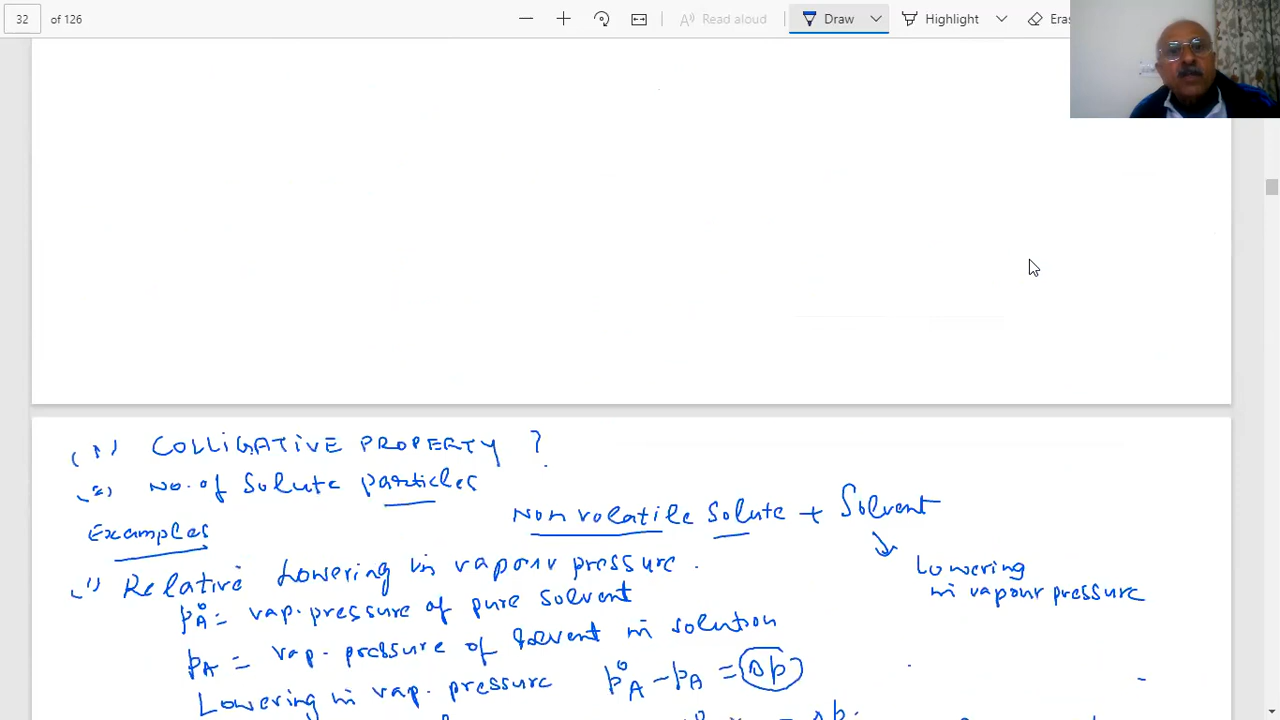 32 of 126 Read aloud Draw Highlight Eras
(1) COLLIGATIVE PROPERTY ?
(2) No. of Solute particles
Non volatile Solute + Solvent
Examples
Lowering
in vapour pressure
(1) Relative Lowering in vapour pressure.
p°A = vap. pressure of pure solvent
pA = vap. pressure of Solvent in solution
Lowering in vap. pressure p°A - pA = Δp